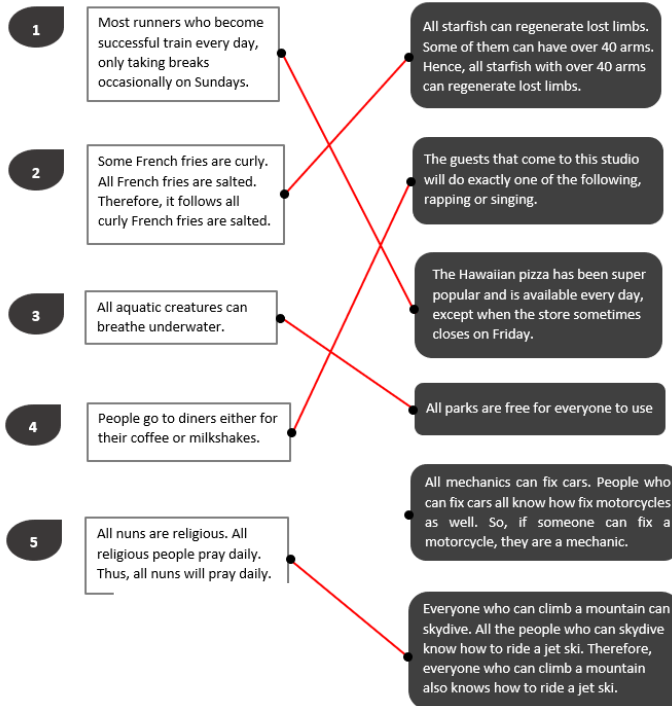 1
Most runners who become
successful train every day,
only taking breaks
occasionally on Sundays.
2
Some French fries are curly.
All French fries are salted.
Therefore, it follows all
curly French fries are salted.
3
All aquatic creatures can
breathe underwater.
4
People go to diners either for
their coffee or milkshakes.
5
All nuns are religious. All
religious people pray daily.
Thus, all nuns will pray daily.
All starfish can regenerate lost limbs.
Some of them can have over 40 arms.
Hence, all starfish with over 40 arms
can regenerate lost limbs.
The guests that come to this studio
will do exactly one of the following,
rapping or singing.
The Hawaiian pizza has been super
popular and is available every day,
except when the store sometimes
closes on Friday.
All parks are free for everyone to use
All mechanics can fix cars. People who
can fix cars all know how fix motorcycles
as well. So, if someone can fix a
motorcycle, they are a mechanic.
Everyone who can climb a mountain can
skydive. All the people who can skydive
know how to ride a jet ski. Therefore,
everyone who can climb a mountain
also knows how to ride a jet ski.